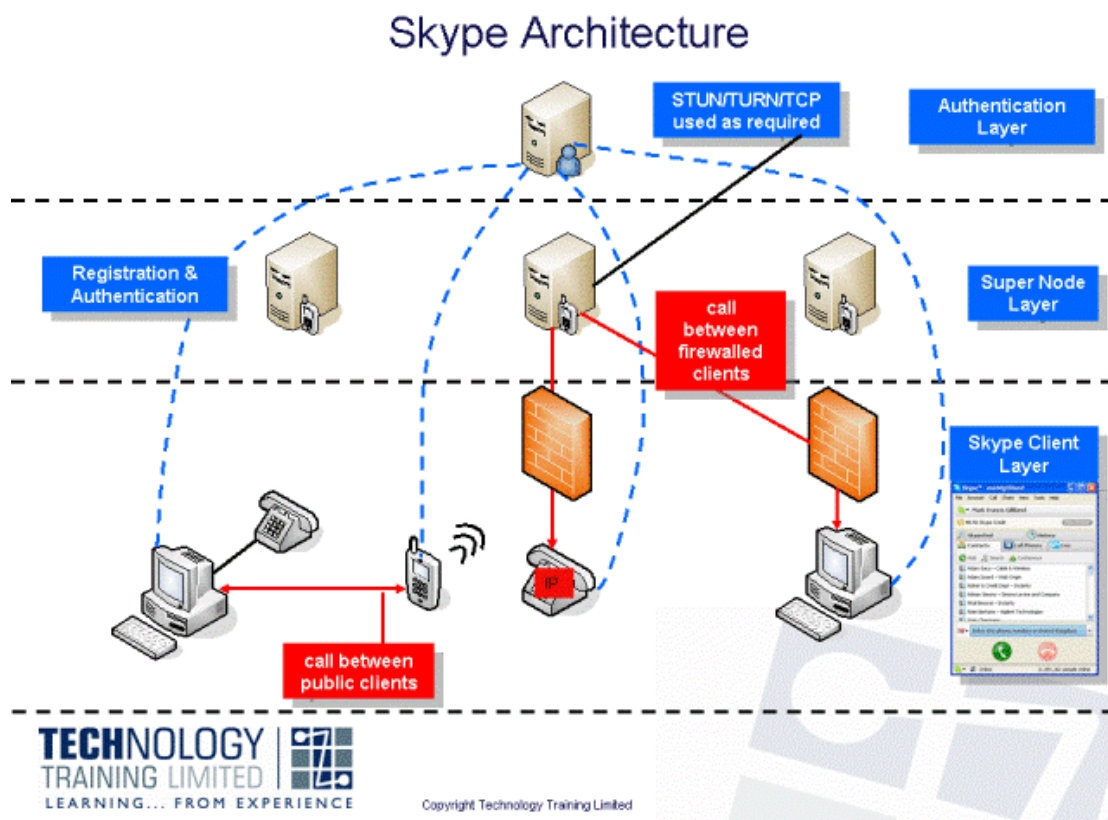 Skype Architecture
STUN/TURN/TCP
used as required
Authentication
Layer
Registration &
Authentication
Super Node
Layer
call
between
firewalled
clients
Skype Client
Layer
IP
call between
public clients
TECHNOLOGY
TRAINING LIMITED
LEARNING... FROM EXPERIENCE
Copyright Technology Training Limited